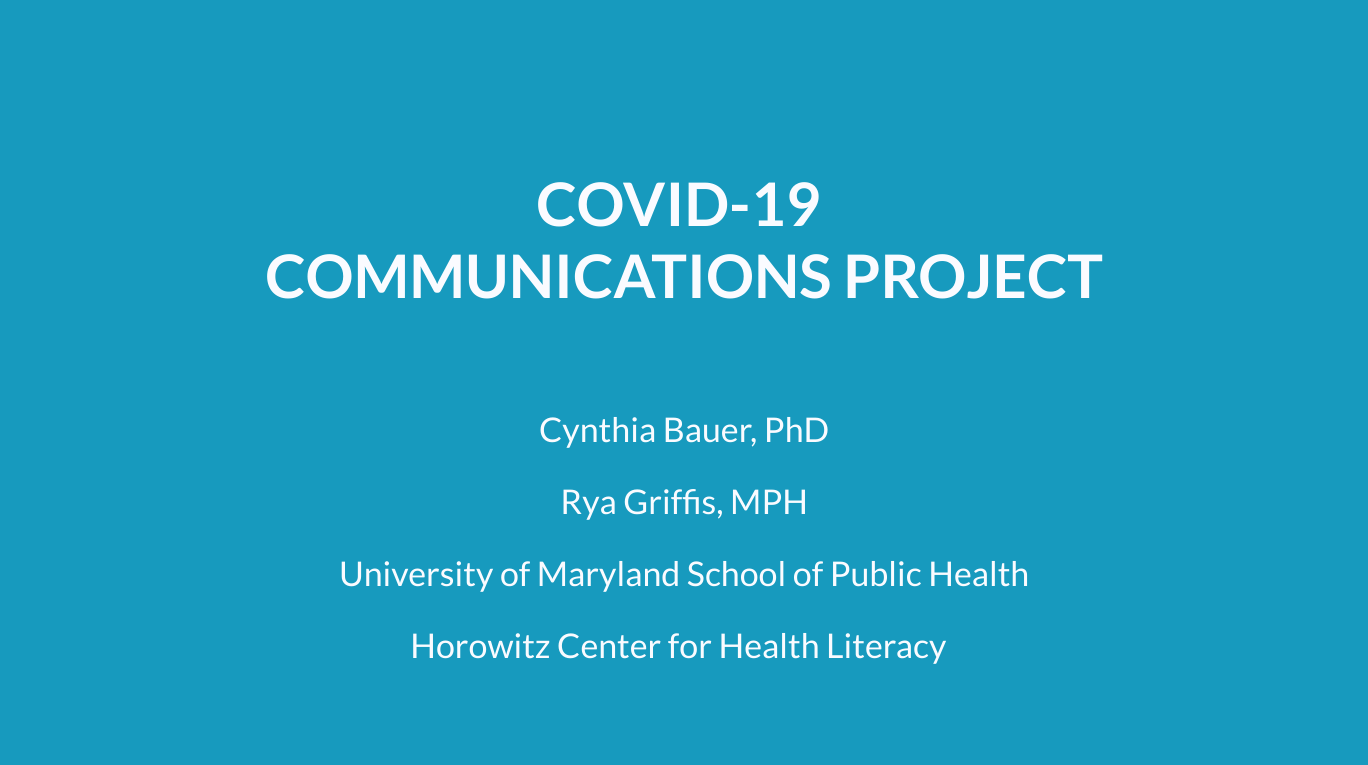 COVID-19
COMMUNICATIONS PROJECT
Cynthia Bauer, PhD
Rya Griffis, MPH
University of Maryland School of Public Health
Horowitz Center for Health Literacy